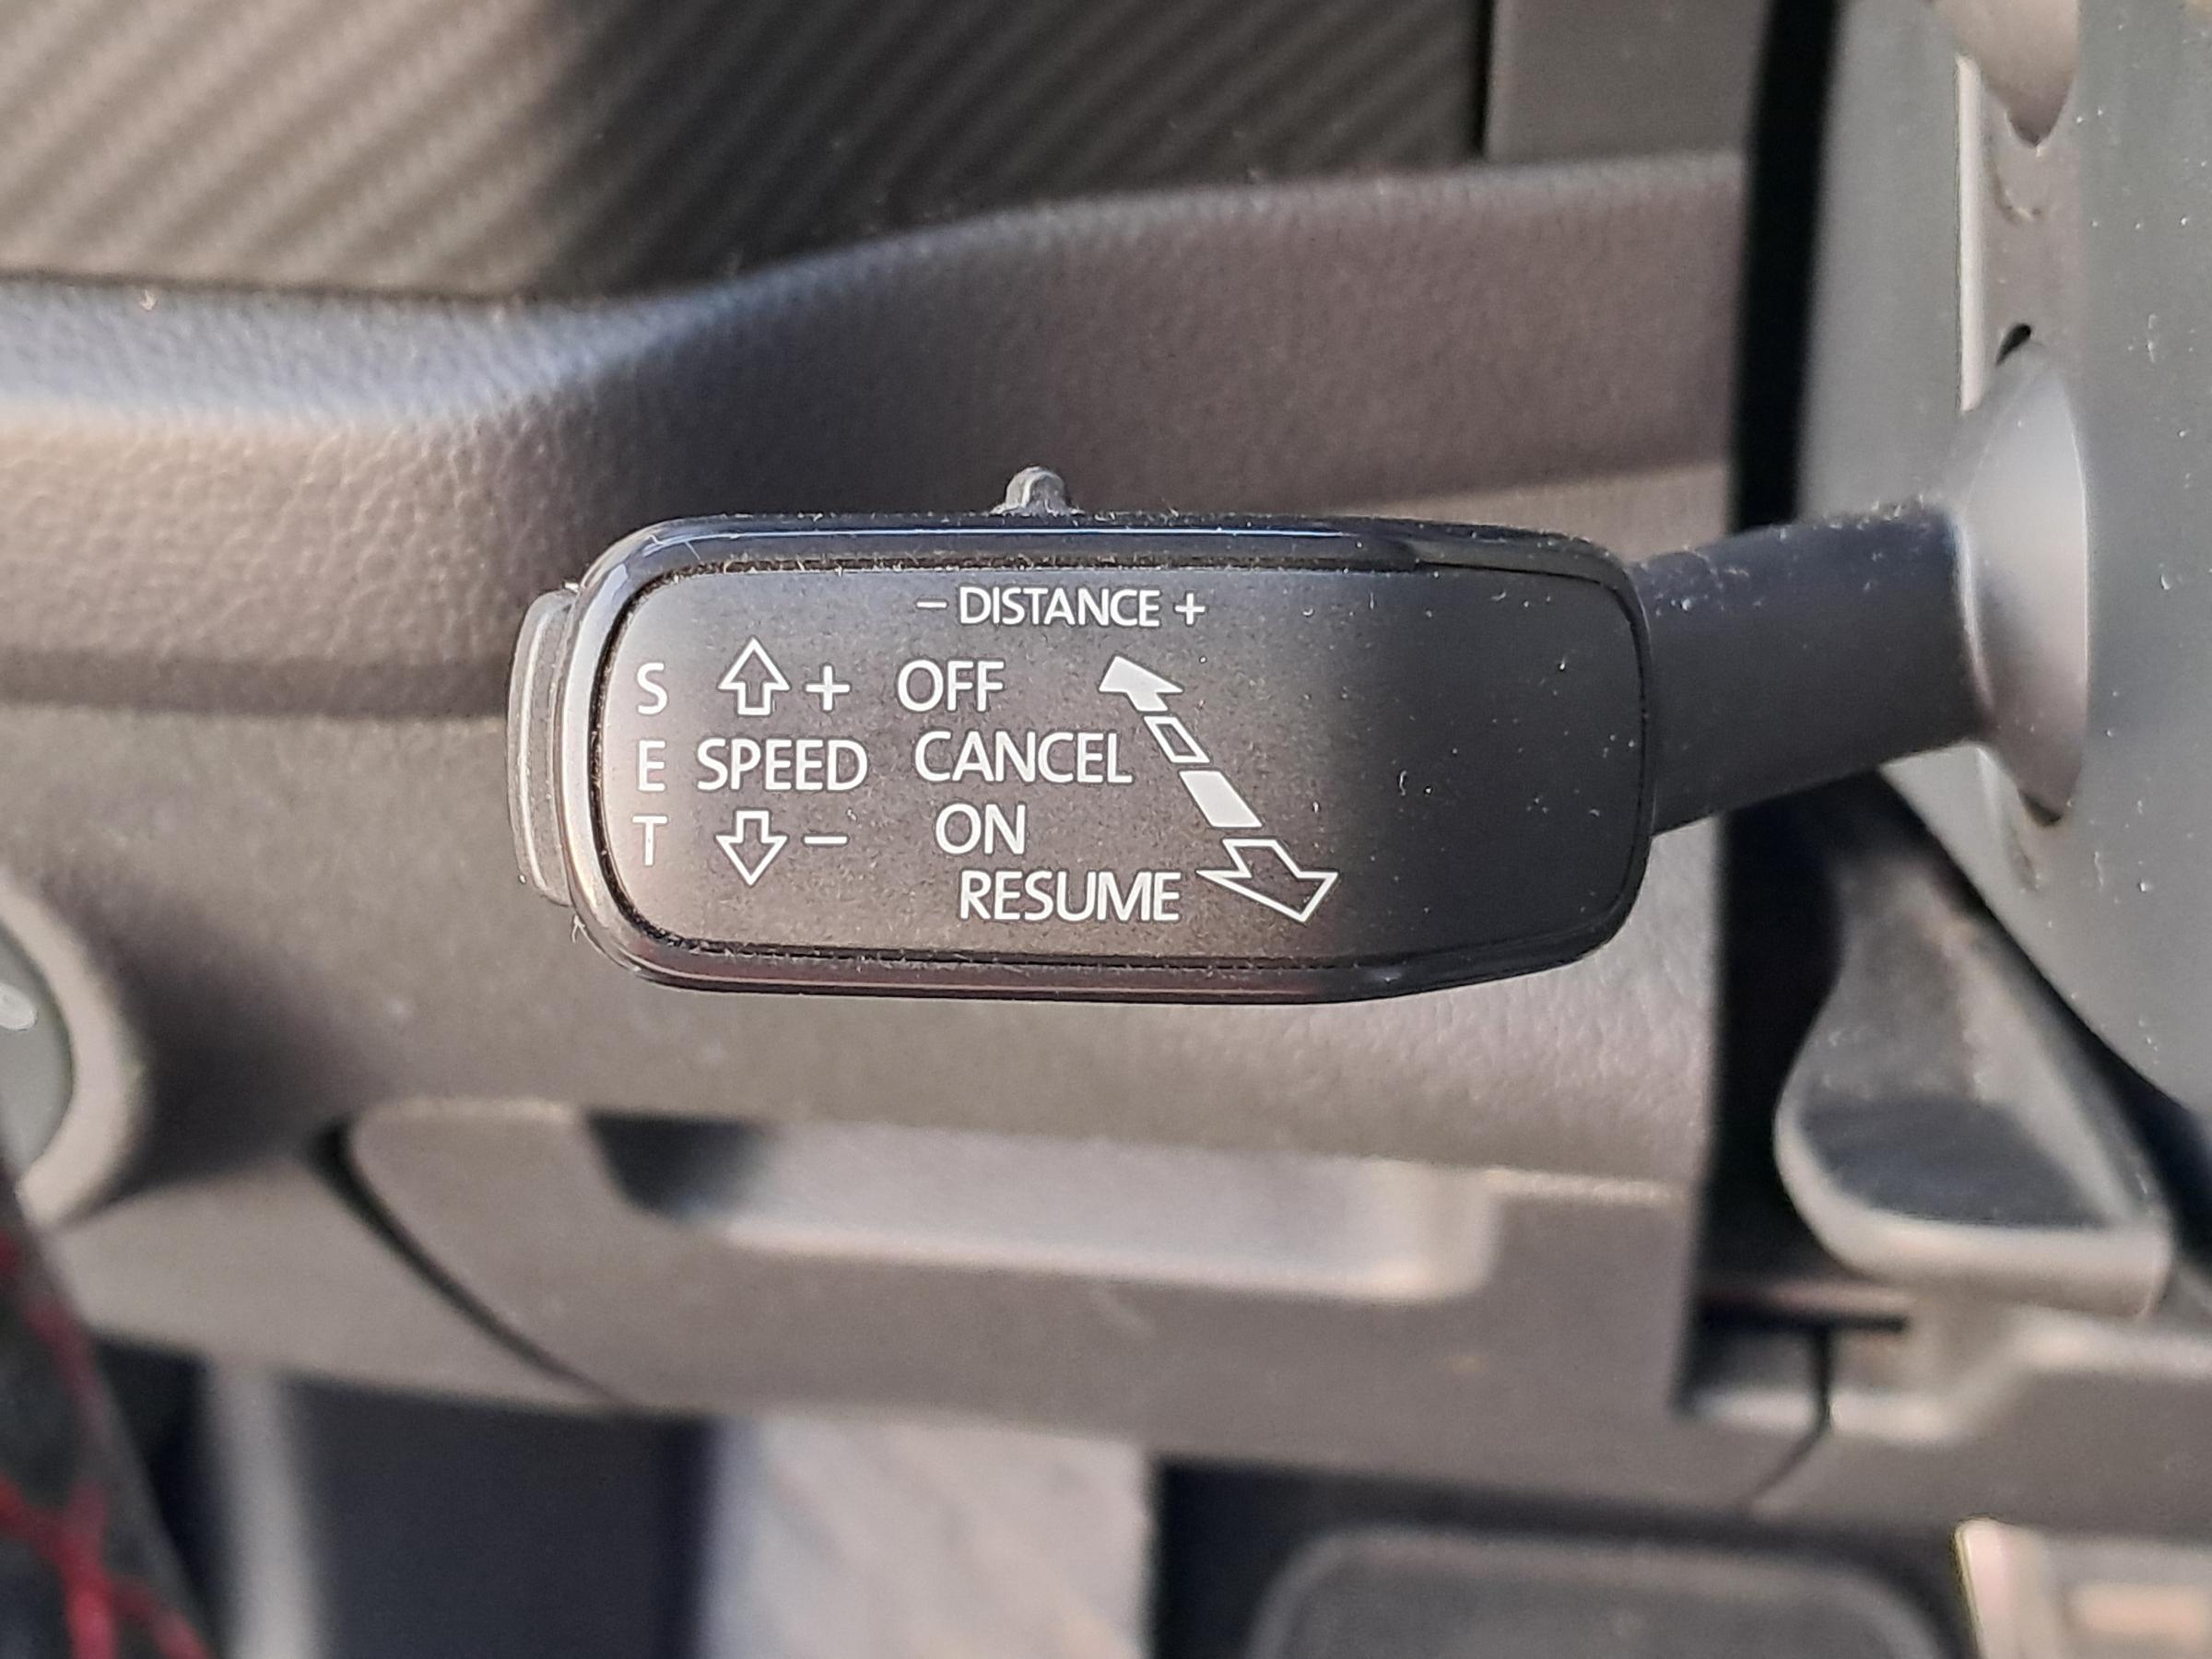 – DISTANCE +
S + OFF
E SPEED CANCEL
T – ON
RESUME